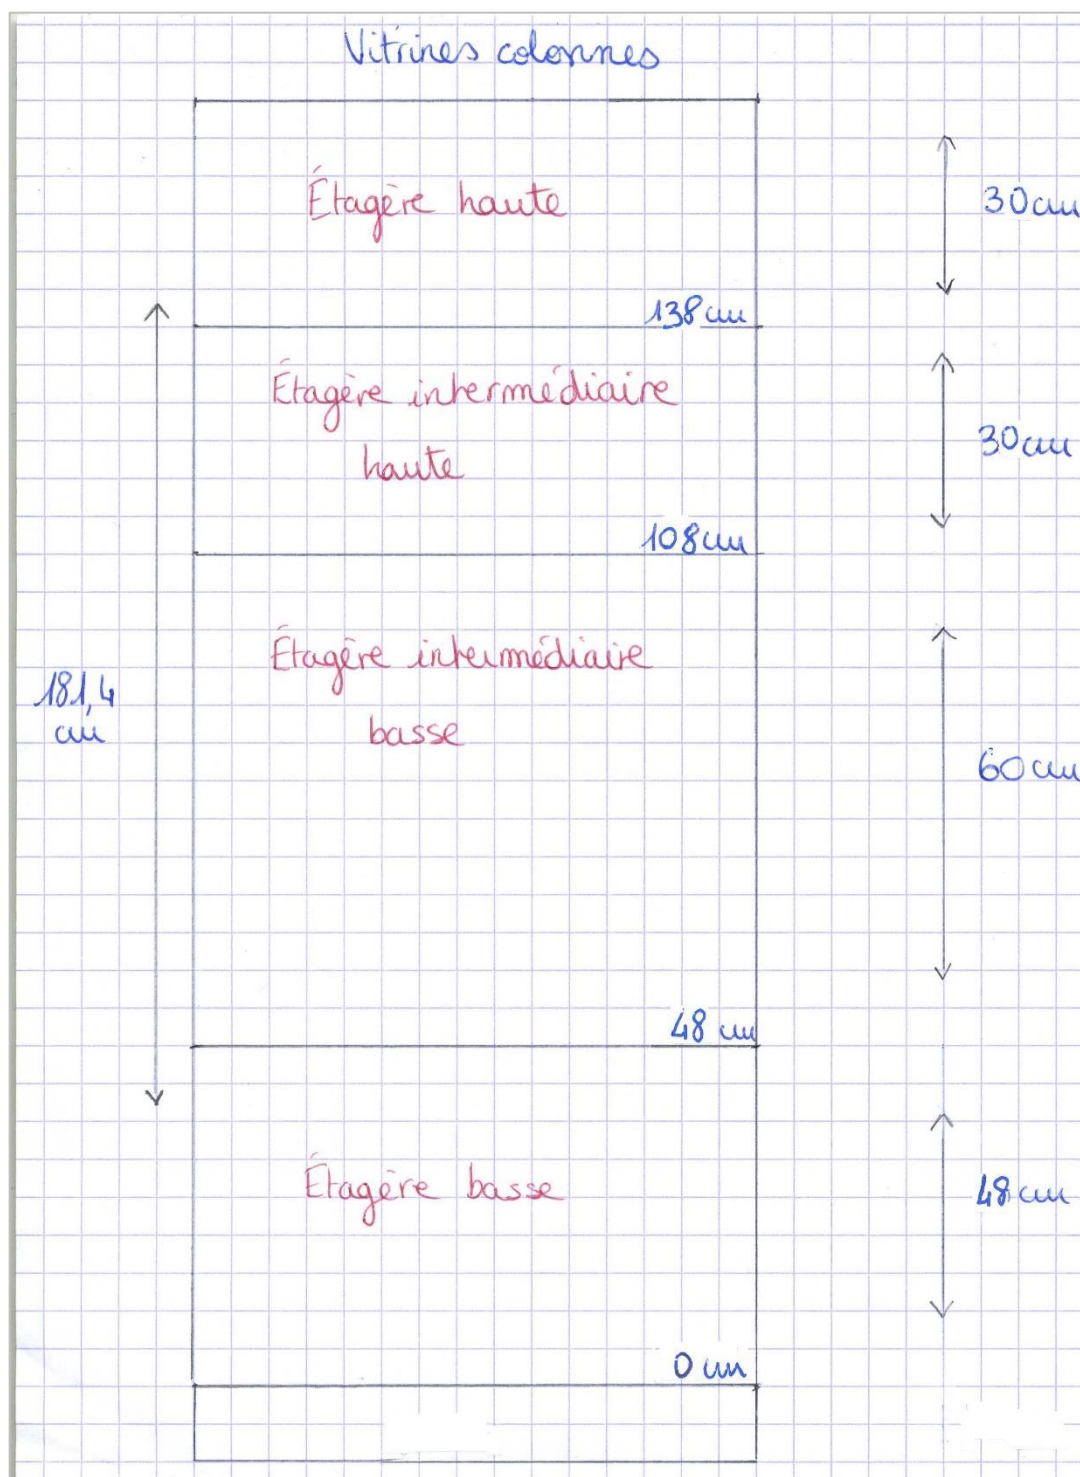 Vitrines colonnes
Étagère haute
30cm
138cm
Étagère intermédiaire
haute
30cm
108cm
Étagère intermédiaire
basse
181,4
cm
60cm
48 cm
Étagère basse
48cm
0 cm